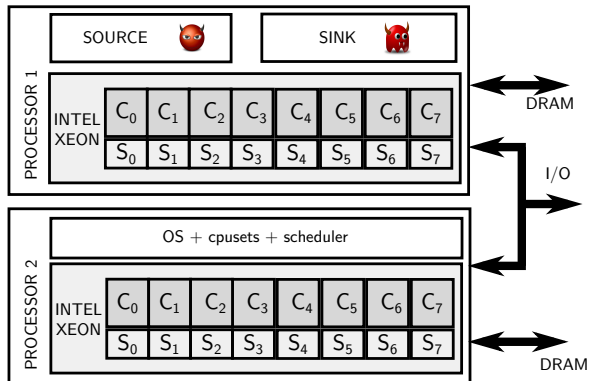 SOURCE
SINK
PROCESSOR 1
INTEL
XEON
C₀ C₁ C₂ C₃ C₄ C₅ C₆ C₇
S₀ S₁ S₂ S₃ S₄ S₅ S₆ S₇
DRAM
I/O
PROCESSOR 2
OS + cpusets + scheduler
INTEL
XEON
C₀ C₁ C₂ C₃ C₄ C₅ C₆ C₇
S₀ S₁ S₂ S₃ S₄ S₅ S₆ S₇
DRAM